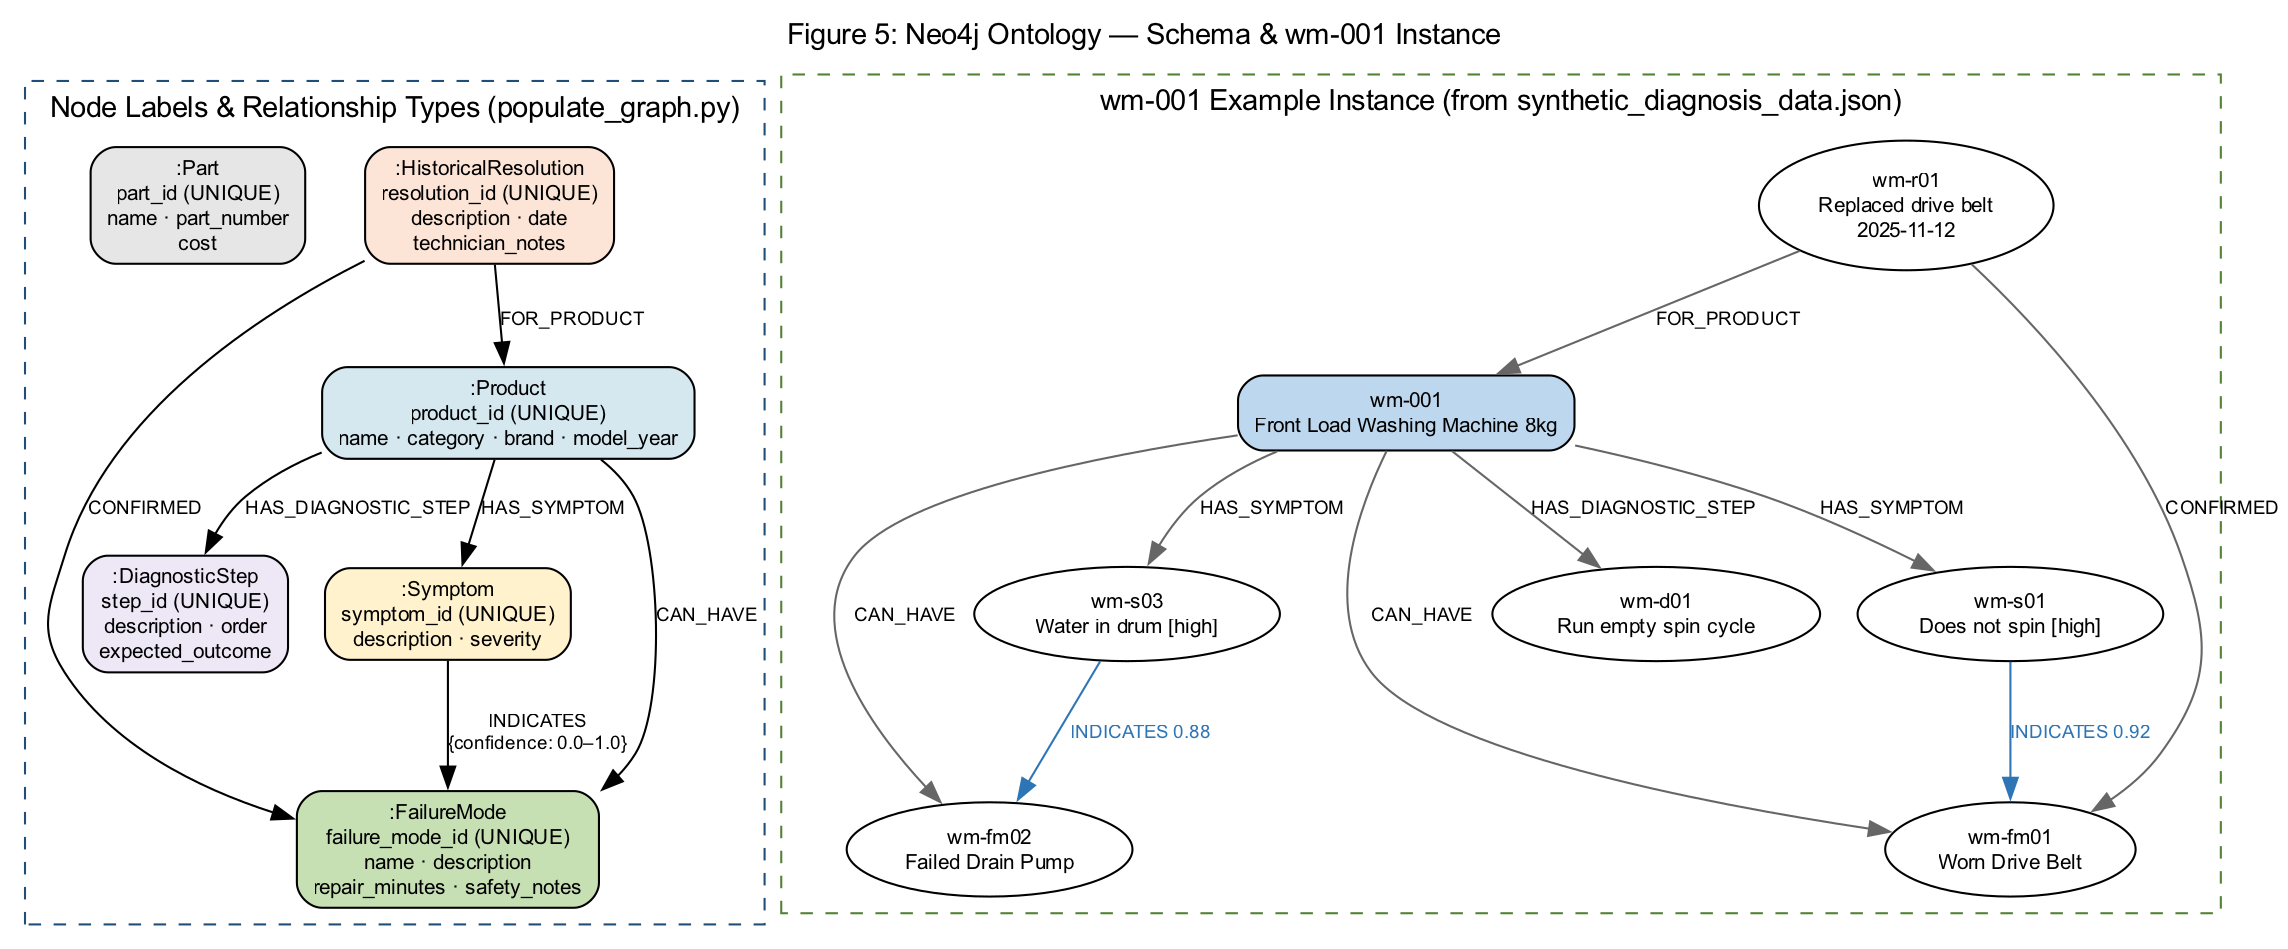 Figure 5: Neo4j Ontology — Schema & wm-001 Instance
Node Labels & Relationship Types (populate_graph.py)
:Part
part_id (UNIQUE)
name · part_number
cost
:HistoricalResolution
resolution_id (UNIQUE)
description · date
technician_notes
FOR_PRODUCT
:Product
product_id (UNIQUE)
name · category · brand · model_year
CONFIRMED
HAS_DIAGNOSTIC_STEP
HAS_SYMPTOM
:DiagnosticStep
step_id (UNIQUE)
description · order
expected_outcome
:Symptom
symptom_id (UNIQUE)
description · severity
CAN_HAVE
INDICATES
{confidence: 0.0–1.0}
:FailureMode
failure_mode_id (UNIQUE)
name · description
repair_minutes · safety_notes
wm-001 Example Instance (from synthetic_diagnosis_data.json)
wm-r01
Replaced drive belt
2025-11-12
FOR_PRODUCT
wm-001
Front Load Washing Machine 8kg
HAS_SYMPTOM
HAS_DIAGNOSTIC_STEP
HAS_SYMPTOM
CONFIRMED
CAN_HAVE
wm-s03
Water in drum [high]
CAN_HAVE
wm-d01
Run empty spin cycle
wm-s01
Does not spin [high]
INDICATES 0.88
INDICATES 0.92
wm-fm02
Failed Drain Pump
wm-fm01
Worn Drive Belt